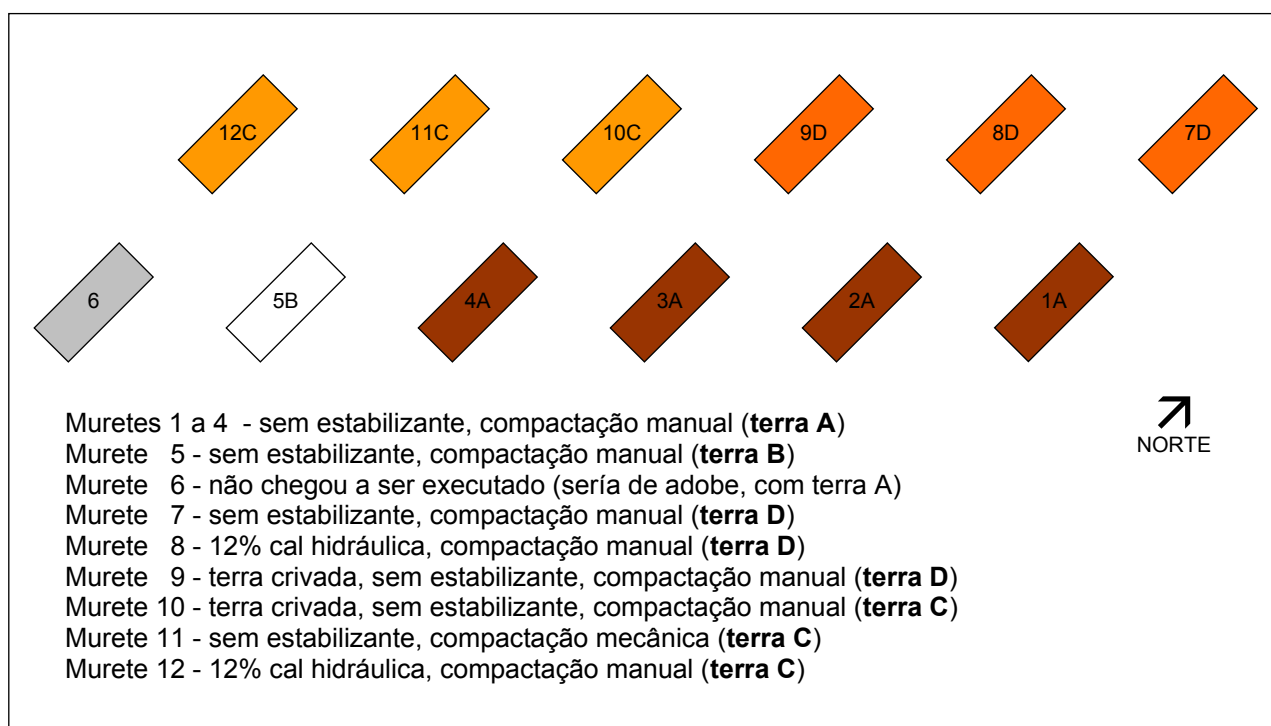 12C 11C 10C 9D 8D 7D
6 5B 4A 3A 2A 1A
Muretes 1 a 4 - sem estabilizante, compactação manual (terra A)
Murete 5 - sem estabilizante, compactação manual (terra B)
Murete 6 - não chegou a ser executado (sería de adobe, com terra A)
Murete 7 - sem estabilizante, compactação manual (terra D)
Murete 8 - 12% cal hidráulica, compactação manual (terra D)
Murete 9 - terra crivada, sem estabilizante, compactação manual (terra D)
Murete 10 - terra crivada, sem estabilizante, compactação manual (terra C)
Murete 11 - sem estabilizante, compactação mecânica (terra C)
Murete 12 - 12% cal hidráulica, compactação manual (terra C)
NORTE